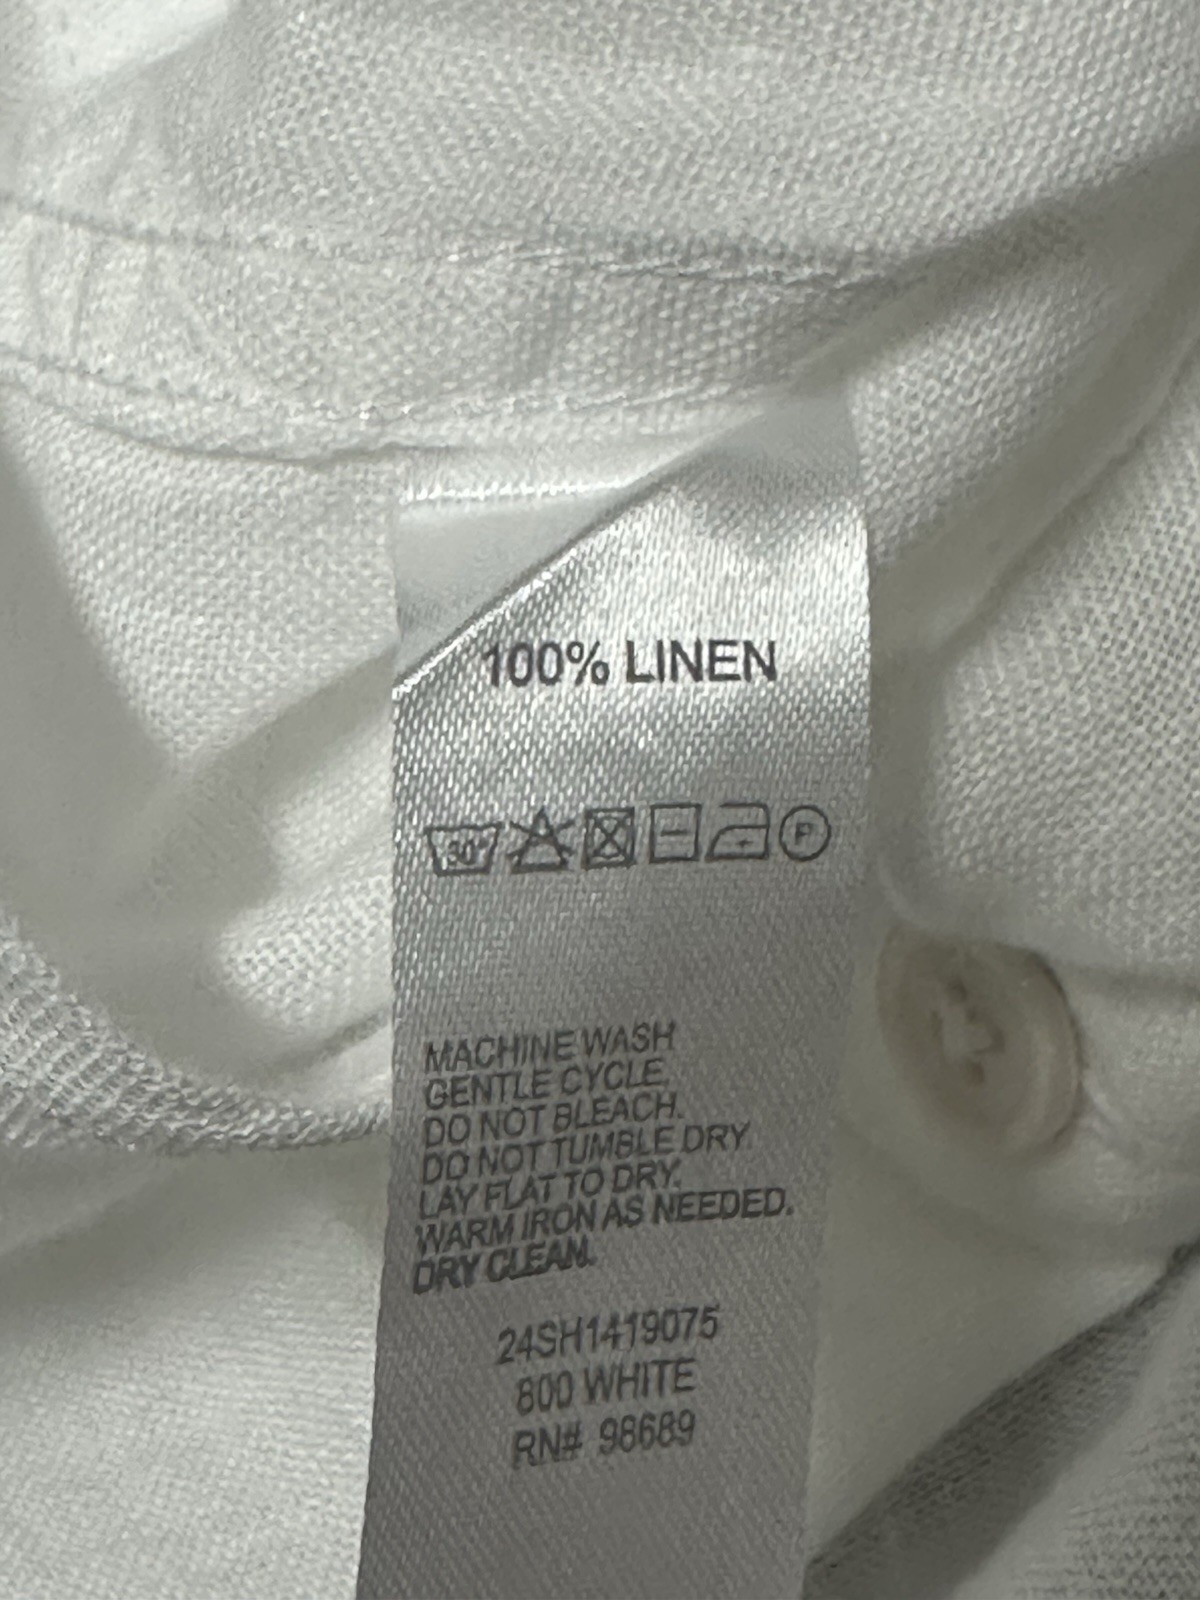 100% LINEN
30°
P
MACHINE WASH
GENTLE CYCLE.
DO NOT BLEACH.
DO NOT TUMBLE DRY.
LAY FLAT TO DRY.
WARM IRON AS NEEDED.
DRY CLEAN.
24SH1419075
800 WHITE
RN# 98689